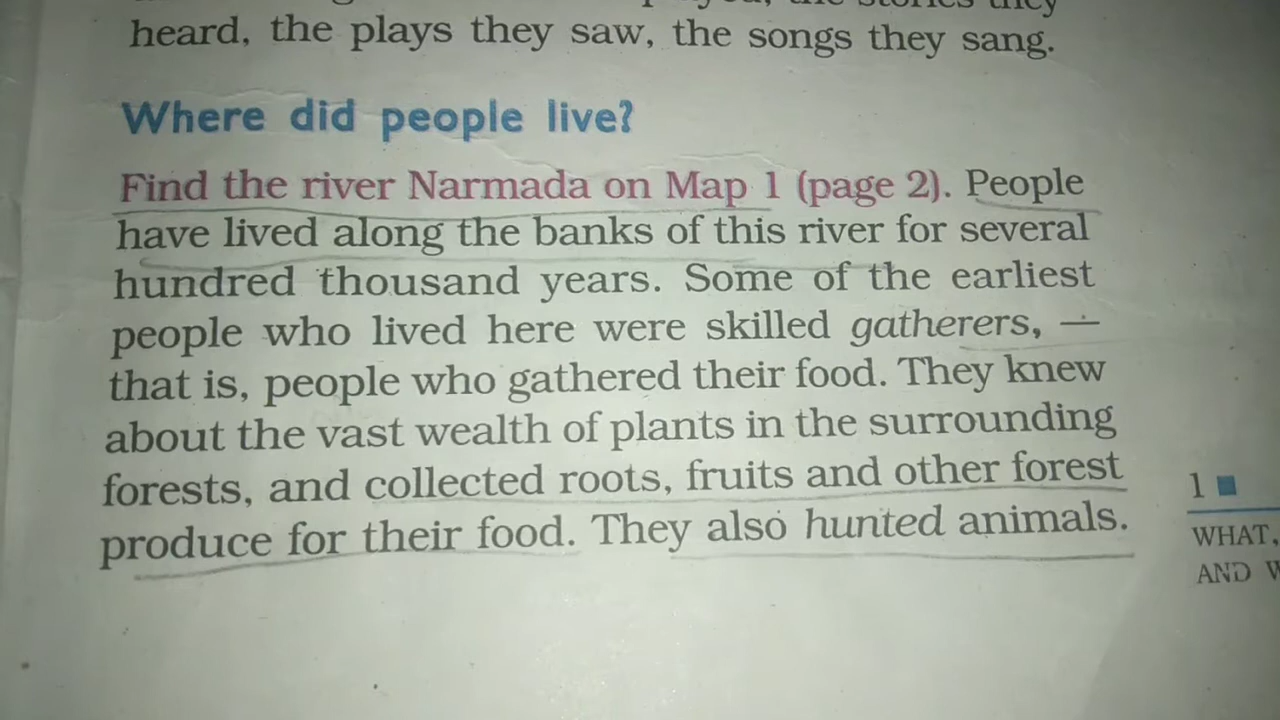 the stories they
heard, the plays they saw, the songs they sang.
Where did people live?
Find the river Narmada on Map 1 (page 2). People
have lived along the banks of this river for several
hundred thousand years. Some of the earliest
people who lived here were skilled gatherers, —
that is, people who gathered their food. They knew
about the vast wealth of plants in the surrounding
forests, and collected roots, fruits and other forest
produce for their food. They also hunted animals.
1
WHAT,
AND W